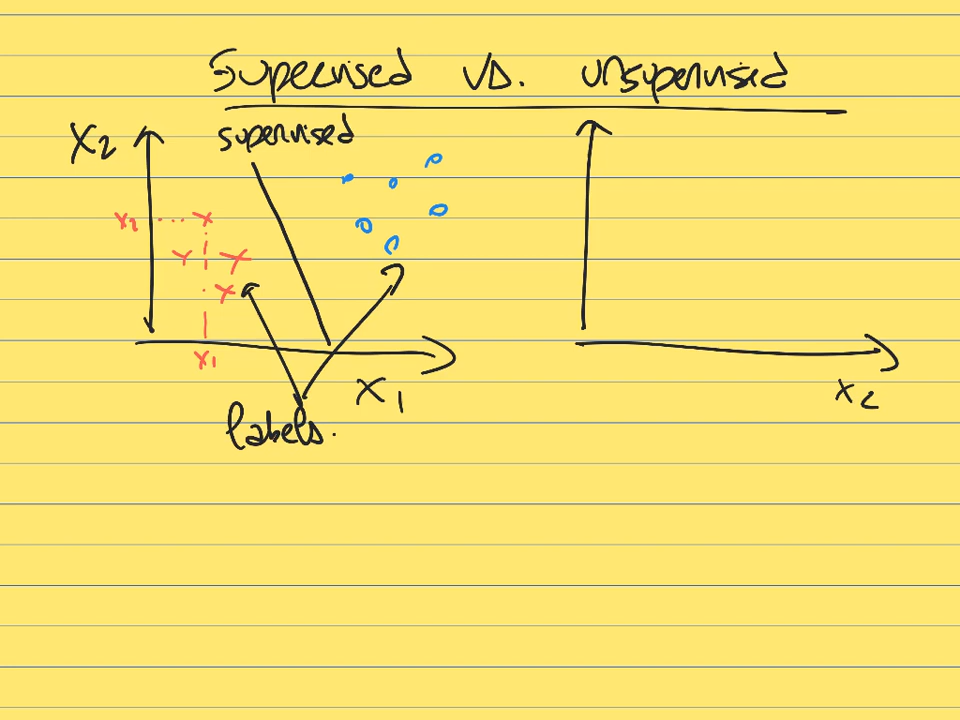 Supervised vs. unsupervised
supervised
X2
x2
x1
X1
x2
labels.